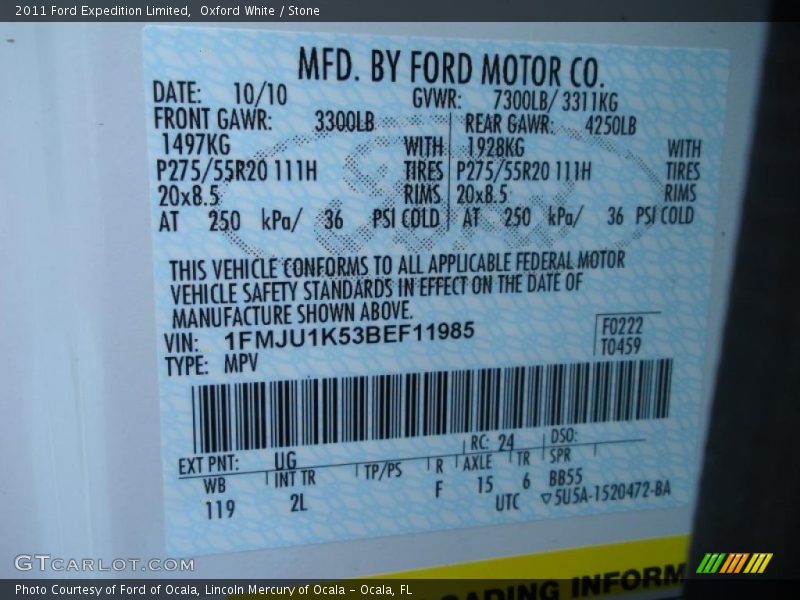 2011 Ford Expedition Limited, Oxford White / Stone
MFD. BY FORD MOTOR CO.
DATE: 10/10 GVWR: 7300LB/ 3311KG
FRONT GAWR: 3300LB REAR GAWR: 4250LB
1497KG WITH 1928KG WITH
P275/55R20 111H TIRES P275/55R20 111H TIRES
20x8.5 RIMS 20x8.5 RIMS
AT 250 kPa/ 36 PSI COLD AT 250 kPa/ 36 PSI COLD
THIS VEHICLE CONFORMS TO ALL APPLICABLE FEDERAL MOTOR
VEHICLE SAFETY STANDARDS IN EFFECT ON THE DATE OF
MANUFACTURE SHOWN ABOVE.
VIN: 1FMJU1K53BEF11985 F0222
TYPE: MPV T0459
EXT PNT: UG RC: 24 DSO:
WB INT TR TP/PS R AXLE TR SPR
119 2L F 15 6 BB55
UTC ▽5U5A-1520472-BA
LOADING INFORM
GTCARLOT.COM
Photo Courtesy of Ford of Ocala, Lincoln Mercury of Ocala – Ocala, FL